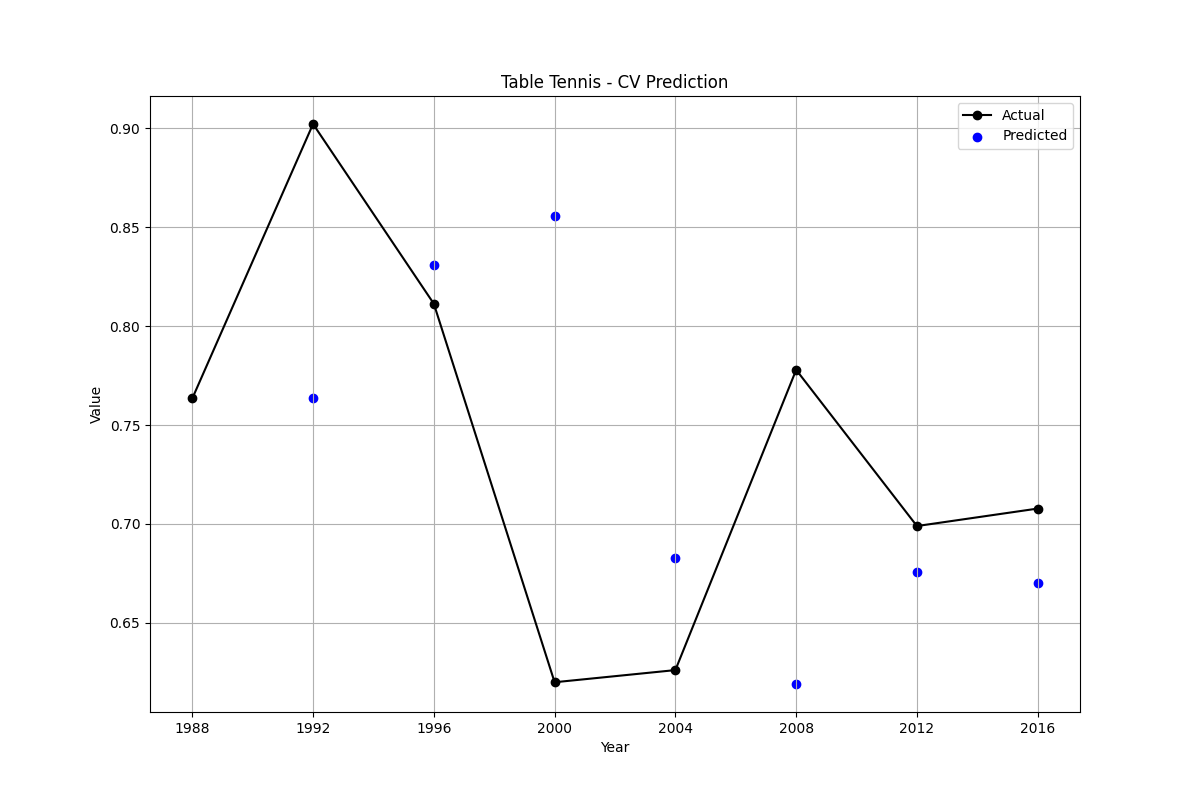 Table Tennis - CV Prediction
Actual
Predicted
0.90
0.85
0.80
0.75
0.70
0.65
Value
1988 1992 1996 2000 2004 2008 2012 2016
Year